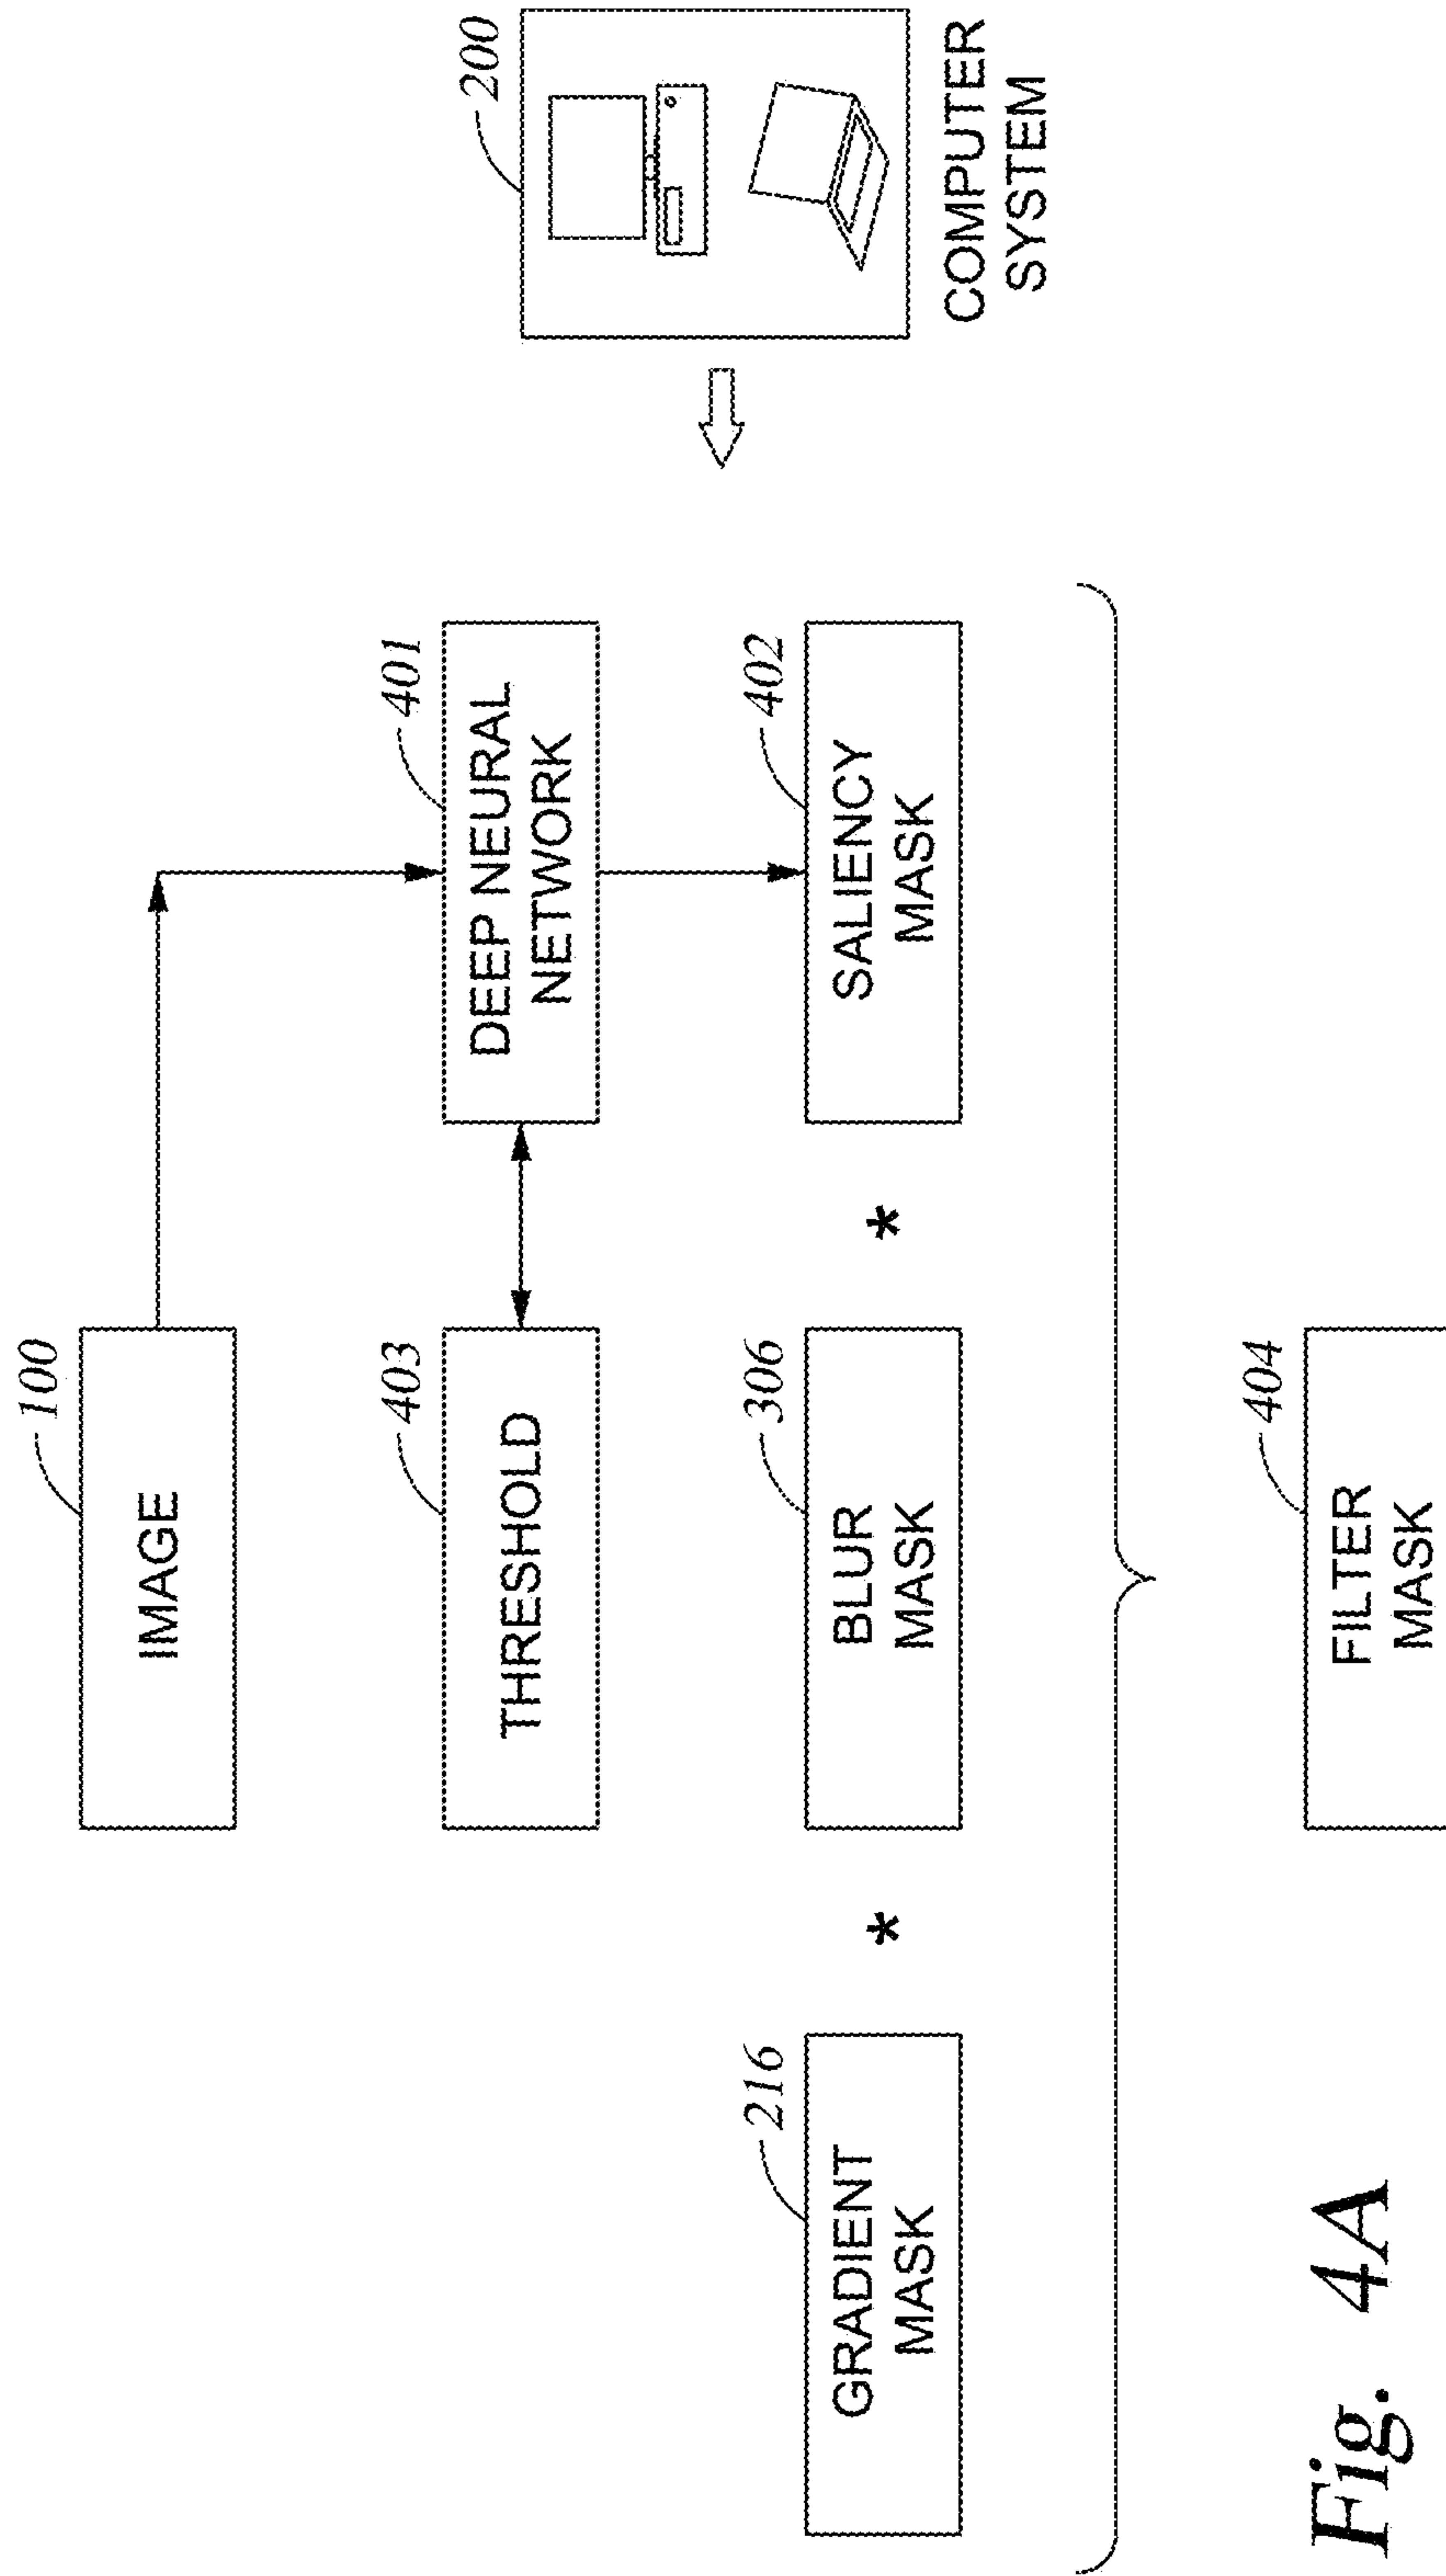 100
IMAGE
403
THRESHOLD
401
DEEP NEURAL
NETWORK
200
COMPUTER
SYSTEM
216
GRADIENT
MASK
*
306
BLUR
MASK
*
402
SALIENCY
MASK
404
FILTER
MASK
Fig. 4A